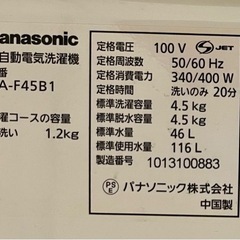 Panasonic
自動電気洗濯機
番
A-F45B1
濯コースの容量
洗い 1.2kg
定格電圧 100 V JET
定格周波数 50/60 Hz
定格消費電力 340/400 W
定格時間 洗いのみ 20分
標準洗濯容量 4.5 kg
標準脱水容量 4.5 kg
標準水量 46 L
標準使用水量 116 L
製造番号 1013100883
PS E パナソニック株式会社
中国製